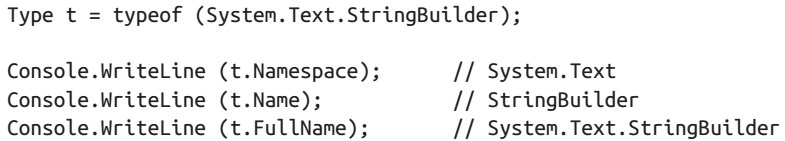 Type t = typeof (System.Text.StringBuilder);
Console.WriteLine (t.Namespace);      // System.Text
Console.WriteLine (t.Name);           // StringBuilder
Console.WriteLine (t.FullName);       // System.Text.StringBuilder